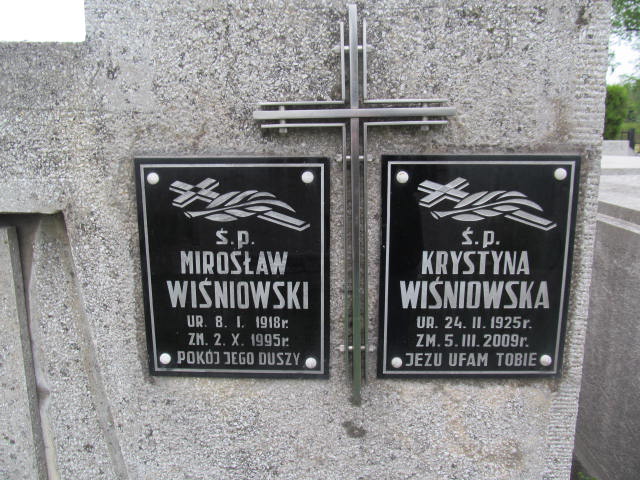 Ś.P.
MIROSŁAW
WIŚNIOWSKI
UR. 8. I. 1918r.
ZM. 2. X. 1995r.
POKÓJ JEGO DUSZY
Ś.P.
KRYSTYNA
WIŚNIOWSKA
UR. 24. II. 1925r.
ZM. 5. III. 2009r.
JEZU UFAM TOBIE